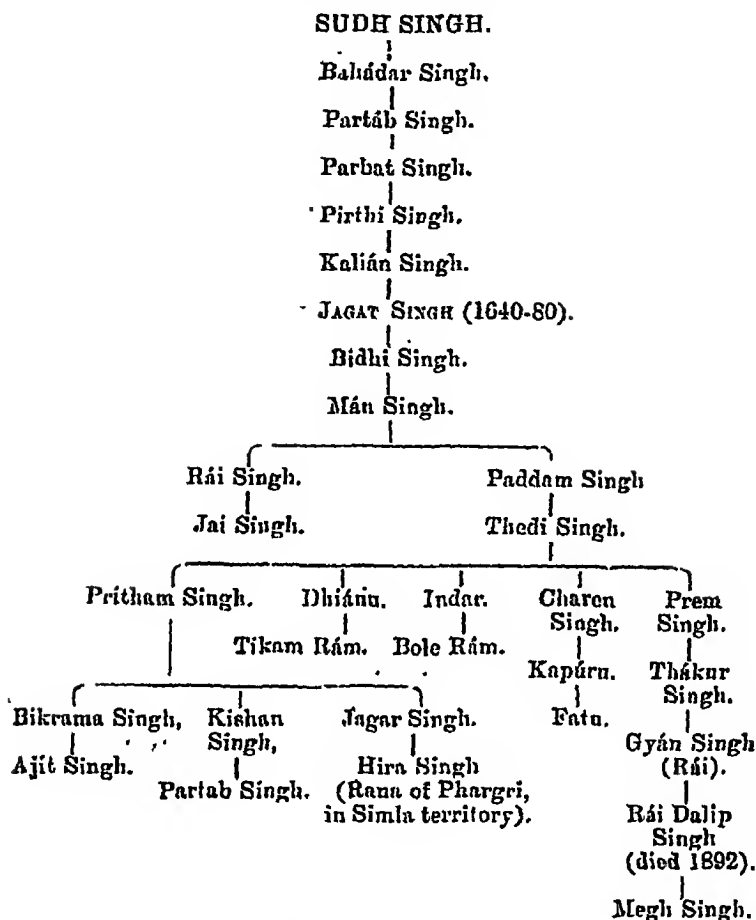 SUDH SINGH.
Bahádar Singh.
Partáb Singh.
Parbat Singh.
Pirthi Singh.
Kalián Singh.
JAGAT SINGH (1640-80).
Bidhi Singh.
Mán Singh.
Rái Singh. Paddam Singh
Jai Singh. Thedi Singh.
Pritham Singh. Dhiánu. Indar. Charen Prem
Singh. Singh.
Tikam Rám. Bole Rám.
Kapúru. Thákur
Singh.
Bikrama Singh, Kishan Jagar Singh. Fatu.
Singh, Gyán Singh
Ajít Singh. Hira Singh (Rái).
Partab Singh. (Rana of Phargri,
in Simla territory). Rái Dalip
Singh
(died 1892).
Megh Singh.